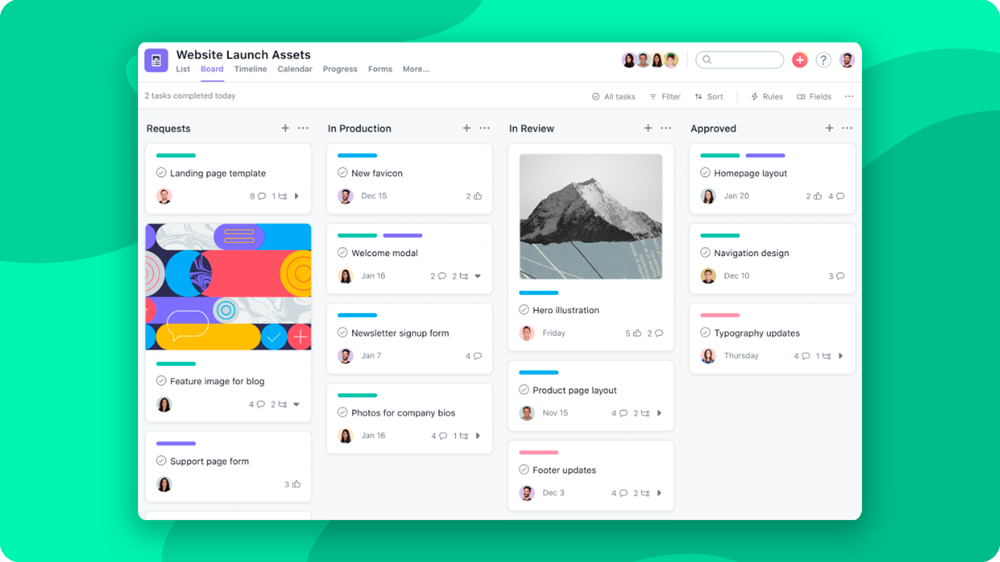 Website Launch Assets
List Board Timeline Calendar Progress Forms More...
2 tasks completed today
All tasks Filter Sort Rules Fields
Requests
Landing page template
8 1
Feature image for blog
4 2
Support page form
3
In Production
New favicon
Dec 15 2
Welcome modal
Jan 16 2 2
Newsletter signup form
Jan 7 4
Photos for company bios
Jan 16 4 1
In Review
Hero illustration
Friday 5 2
Product page layout
Nov 15 4 2
Footer updates
Dec 3 4 2
Approved
Homepage layout
Jan 20 2 4
Navigation design
Dec 10 3
Typography updates
Thursday 4 1